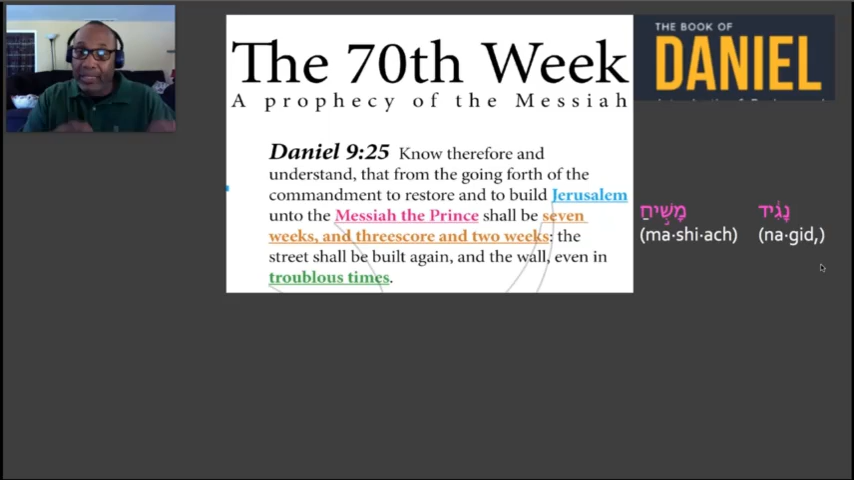 The 70th Week
A prophecy of the Messiah
Daniel 9:25 Know therefore and
understand, that from the going forth of the
commandment to restore and to build Jerusalem
unto the Messiah the Prince shall be seven
weeks, and threescore and two weeks: the
street shall be built again, and the wall, even in
troublous times.
THE BOOK OF
DANIEL
מָשִׁ֣יחַ נָגִ֔יד
(ma·shi·ach) (na·gid,)